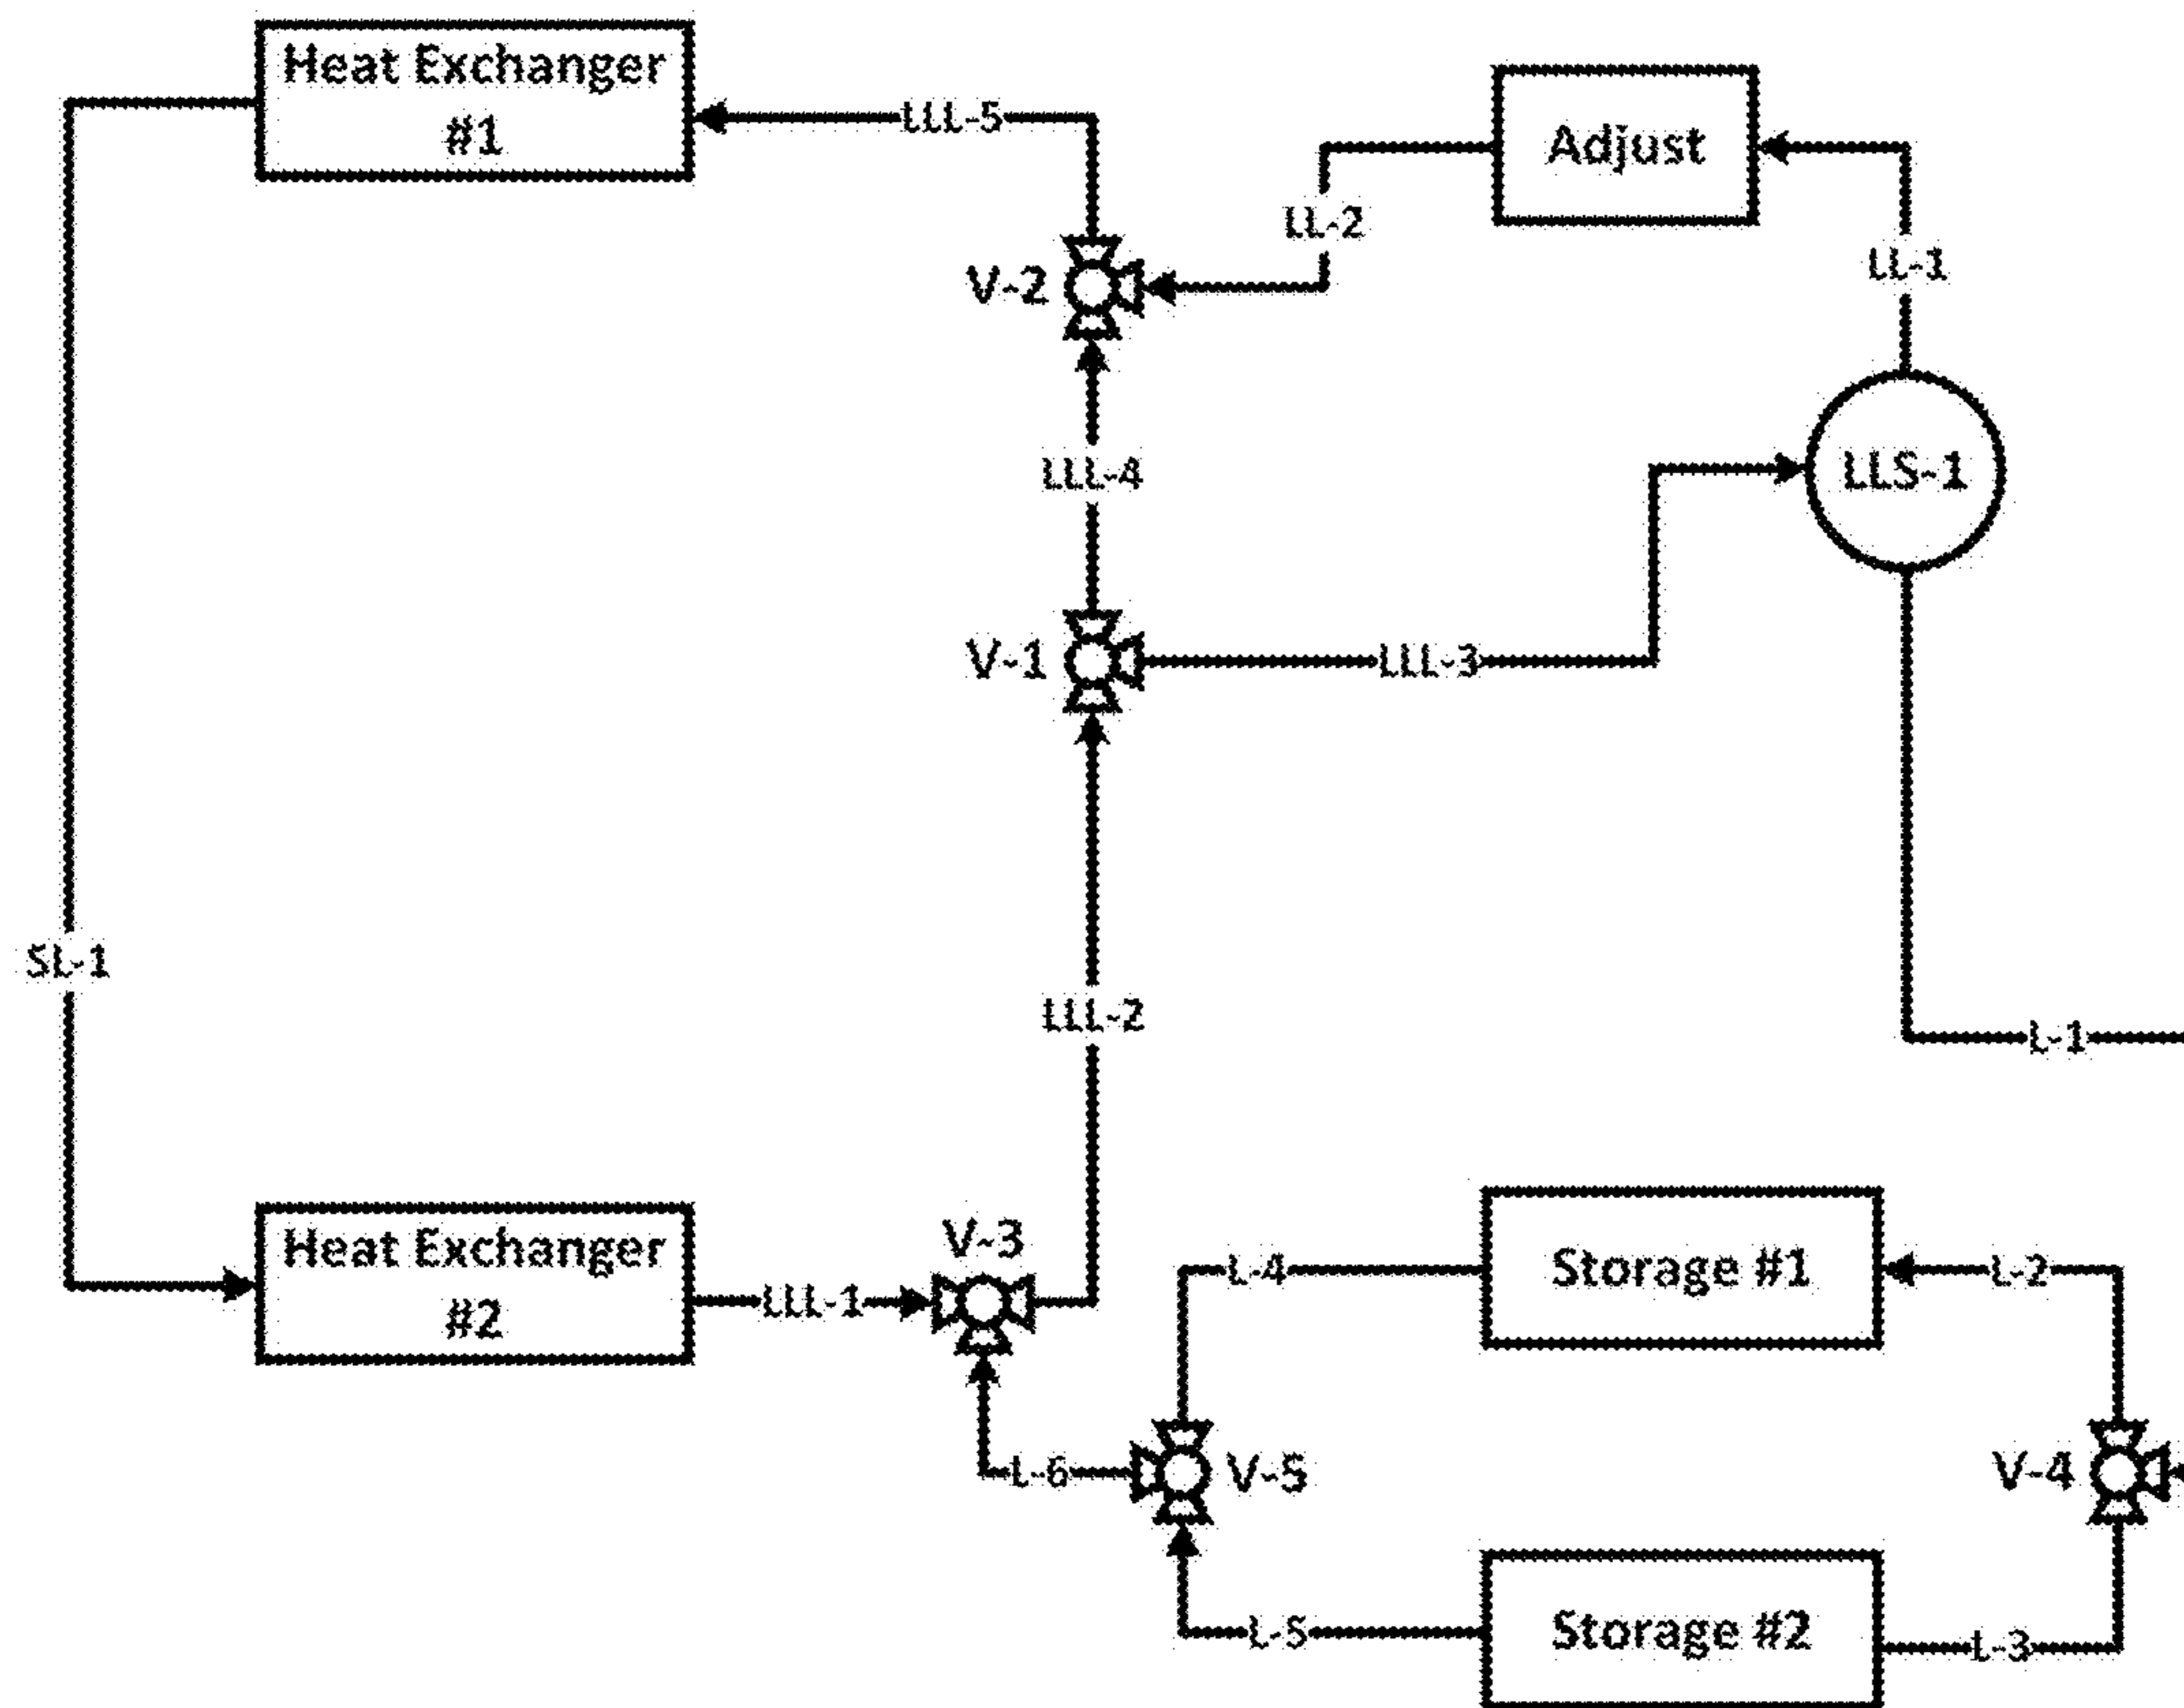 Heat Exchanger
#1
LLL-5
Adjust
LL-2
LL-1
V-2
LLL-4
LLS-1
V-1
LLL-3
SL-1
LLL-2
L-1
Heat Exchanger
#2
V-3
LLL-1
L-4
Storage #1
L-2
L-6
V-5
V-4
L-5
Storage #2
L-3